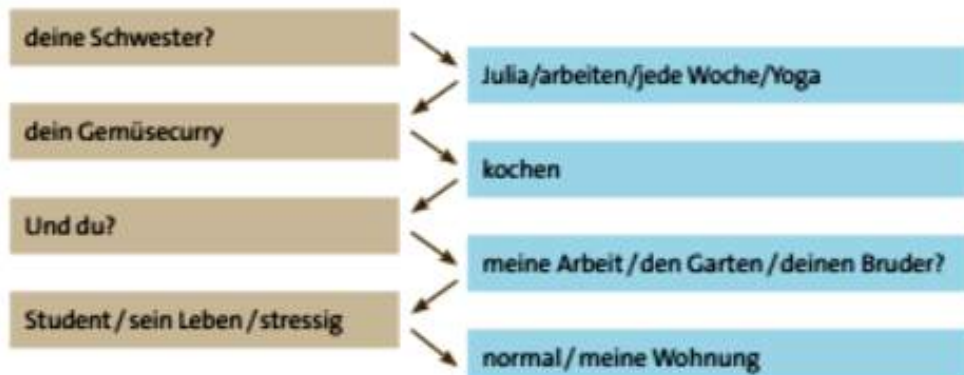 deine Schwester?
Julia/arbeiten/jede Woche/Yoga
dein Gemüsecurry
kochen
Und du?
meine Arbeit / den Garten / deinen Bruder?
Student / sein Leben / stressig
normal / meine Wohnung